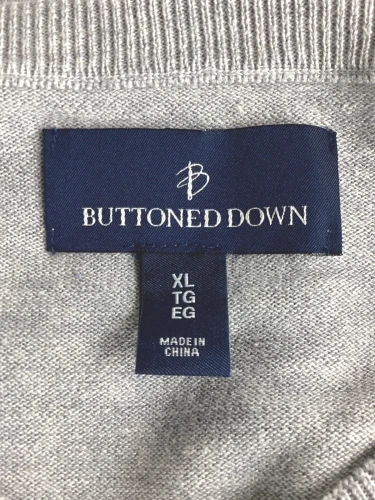 B
BUTTONED DOWN
XL
TG
EG
MADE IN
CHINA